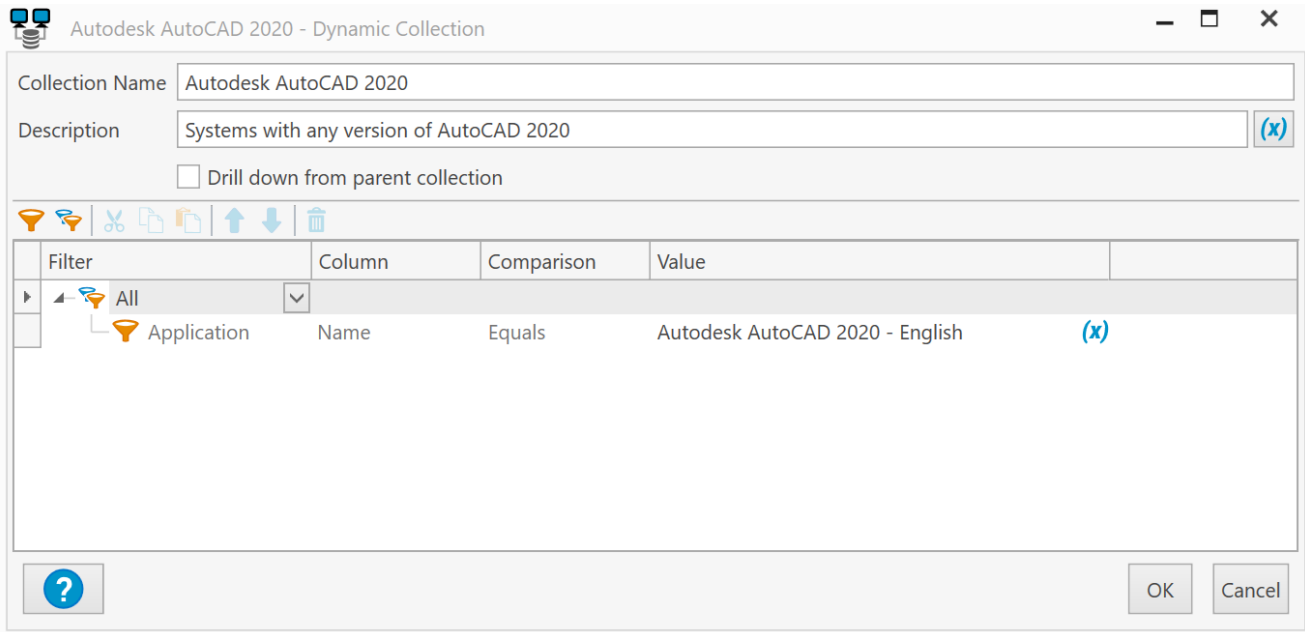 Autodesk AutoCAD 2020 - Dynamic Collection
Collection Name Autodesk AutoCAD 2020
Description Systems with any version of AutoCAD 2020 (x)
Drill down from parent collection
Filter Column Comparison Value
All
Application Name Equals Autodesk AutoCAD 2020 - English (x)
? OK Cancel